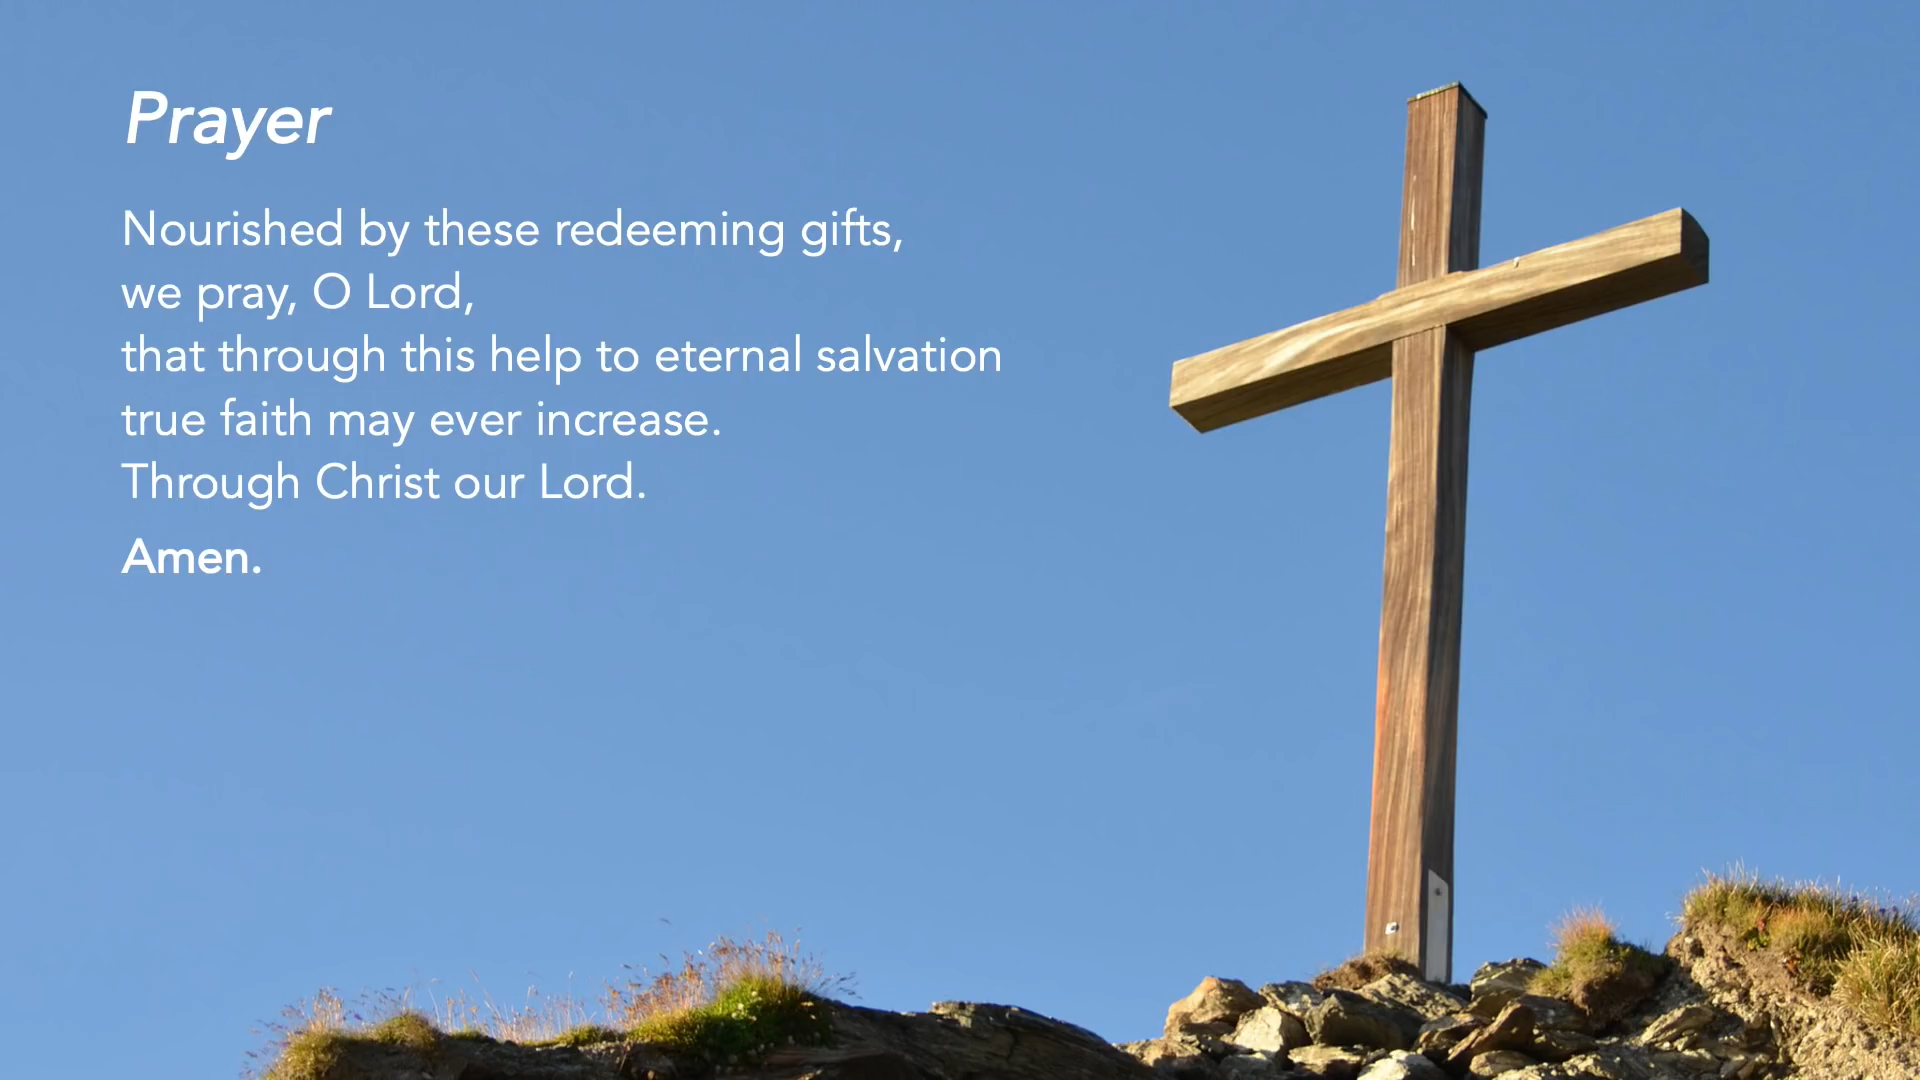 Prayer
Nourished by these redeeming gifts,
we pray, O Lord,
that through this help to eternal salvation
true faith may ever increase.
Through Christ our Lord.
Amen.